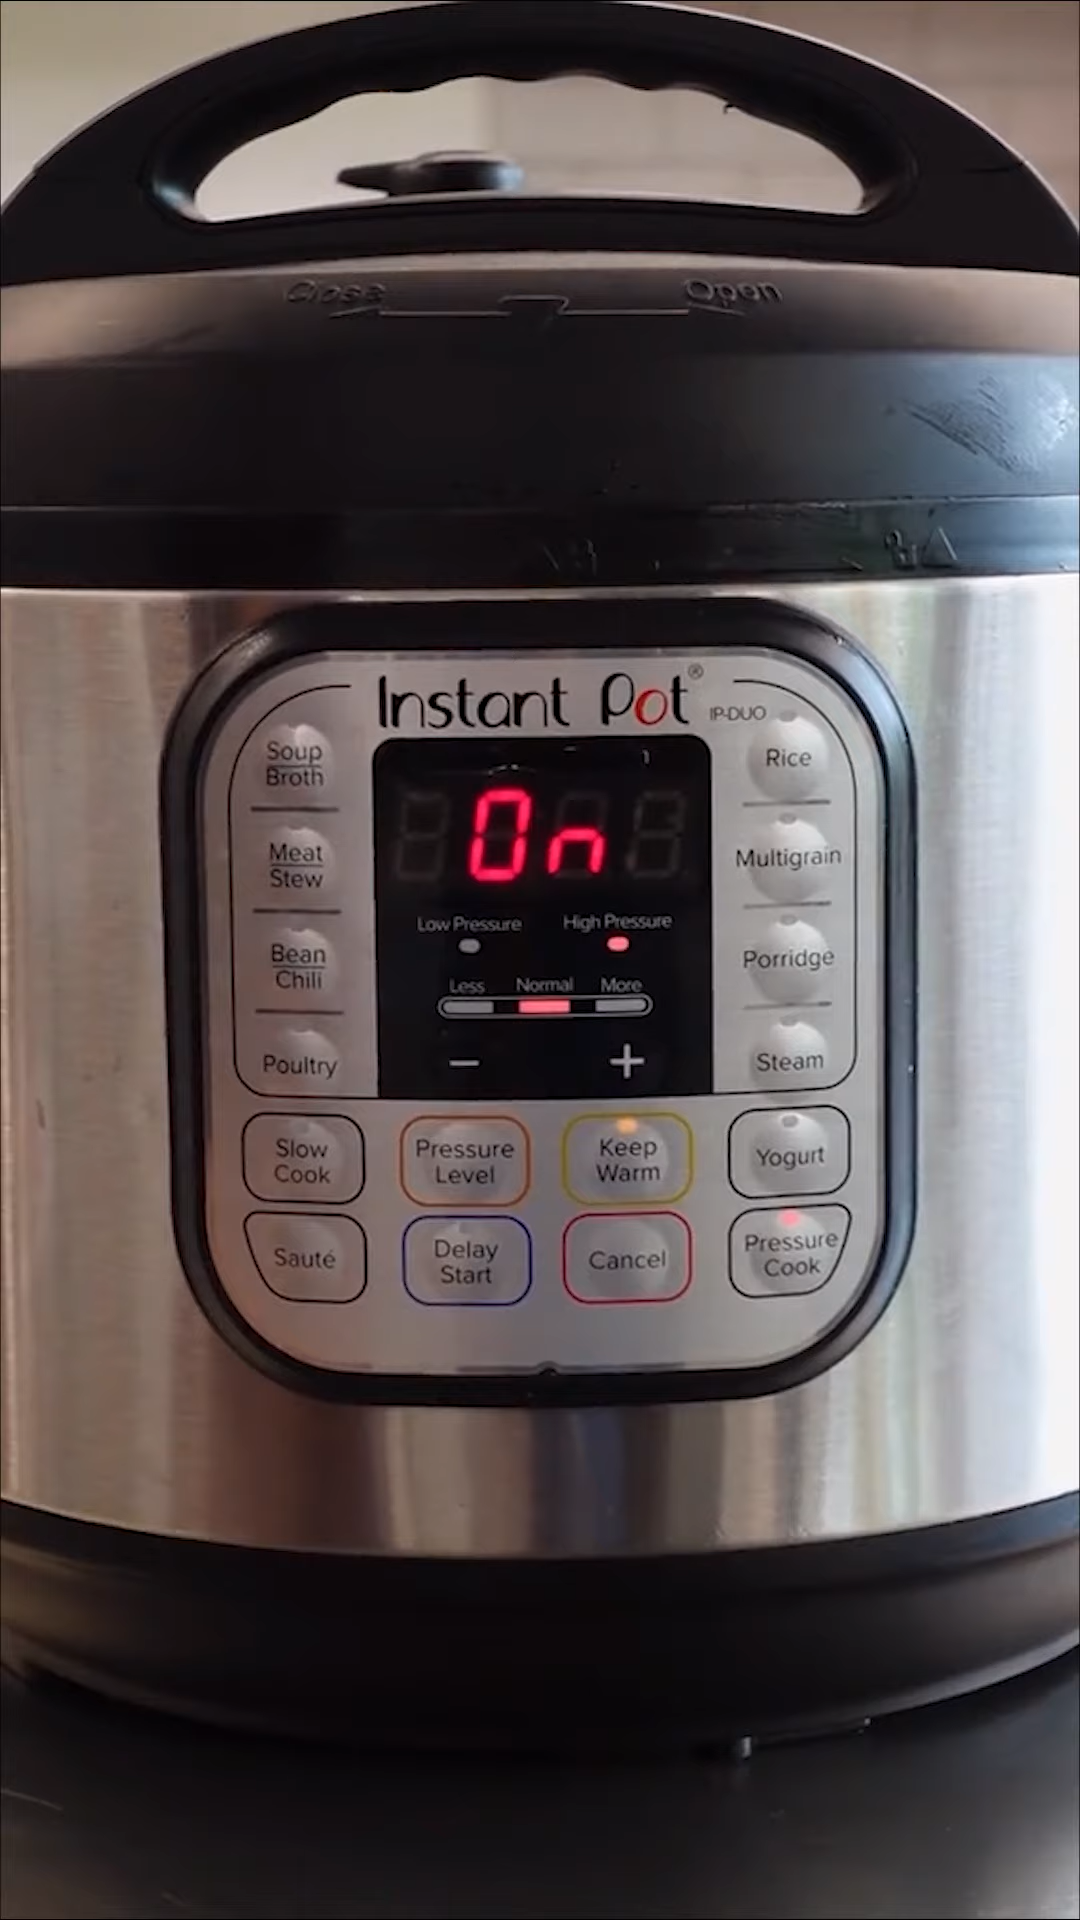 Close Open
Instant Pot®
IP-DUO
Soup
Broth
Meat
Stew
Bean
Chili
Poultry
On
Low Pressure High Pressure
Less Normal More
− +
Rice
Multigrain
Porridge
Steam
Slow
Cook
Pressure
Level
Keep
Warm
Yogurt
Sauté
Delay
Start
Cancel
Pressure
Cook